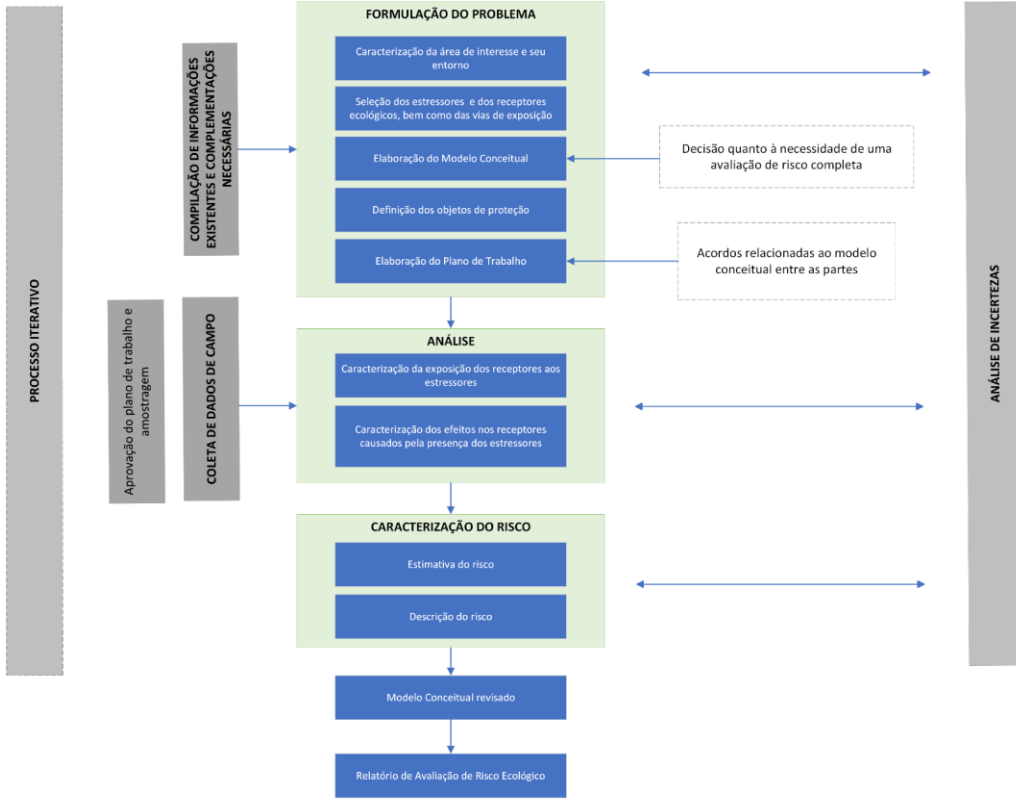 PROCESSO ITERATIVO
COMPILAÇÃO DE INFORMAÇÕES
EXISTENTES E COMPLEMENTAÇÕES
NECESSÁRIAS
FORMULAÇÃO DO PROBLEMA
Caracterização da área de interesse e seu
entorno
Seleção dos estressores e dos receptores
ecológicos, bem como das vias de exposição
Elaboração do Modelo Conceitual
Decisão quanto à necessidade de uma
avaliação de risco completa
Definição dos objetos de proteção
Elaboração do Plano de Trabalho
Acordos relacionadas ao modelo
conceitual entre as partes
ANÁLISE DE INCERTEZAS
Aprovação do plano de trabalho e
amostragem
COLETA DE DADOS DE CAMPO
ANÁLISE
Caracterização da exposição dos receptores aos
estressores
Caracterização dos efeitos nos receptores
causados pela presença dos estressores
CARACTERIZAÇÃO DO RISCO
Estimativa do risco
Descrição do risco
Modelo Conceitual revisado
Relatório de Avaliação de Risco Ecológico